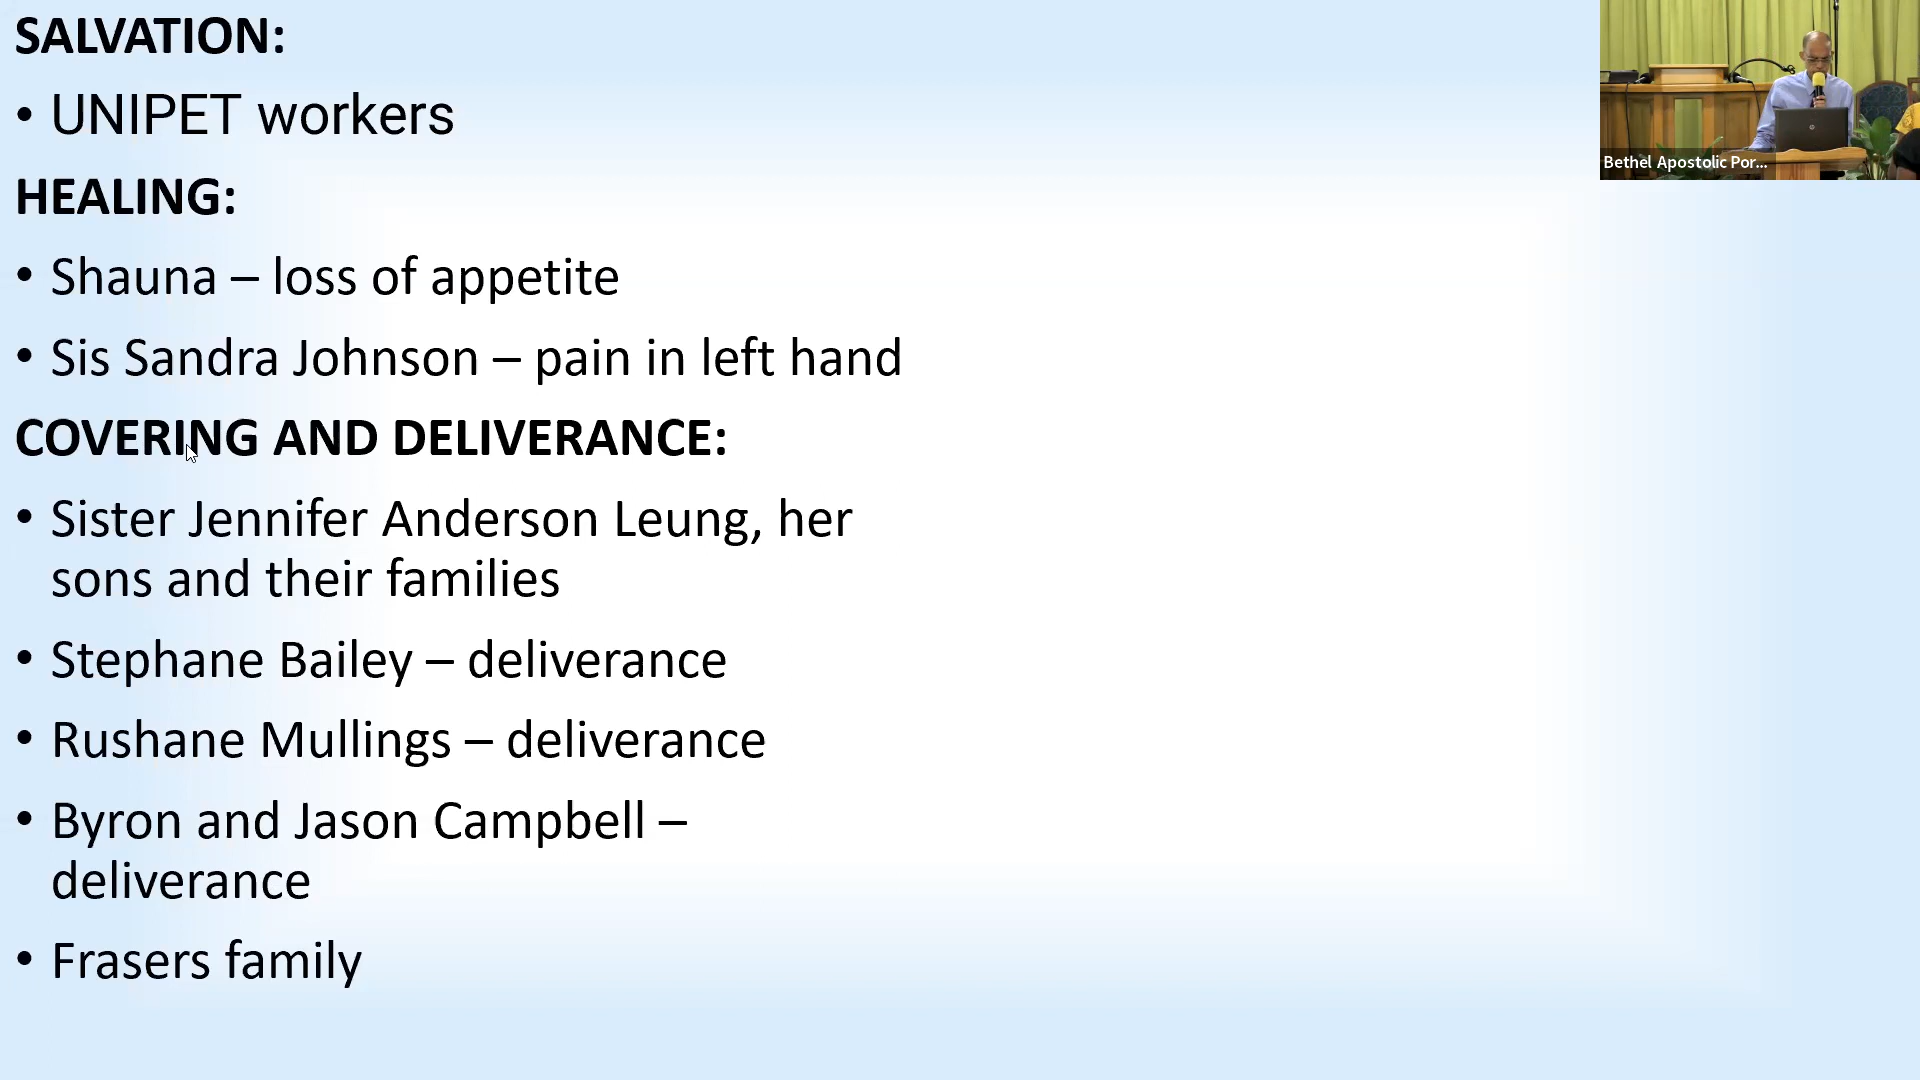 SALVATION:
• UNIPET workers
HEALING:
• Shauna – loss of appetite
• Sis Sandra Johnson – pain in left hand
COVERING AND DELIVERANCE:
• Sister Jennifer Anderson Leung, her
sons and their families
• Stephane Bailey – deliverance
• Rushane Mullings – deliverance
• Byron and Jason Campbell –
deliverance
• Frasers family
Bethel Apostolic Por...